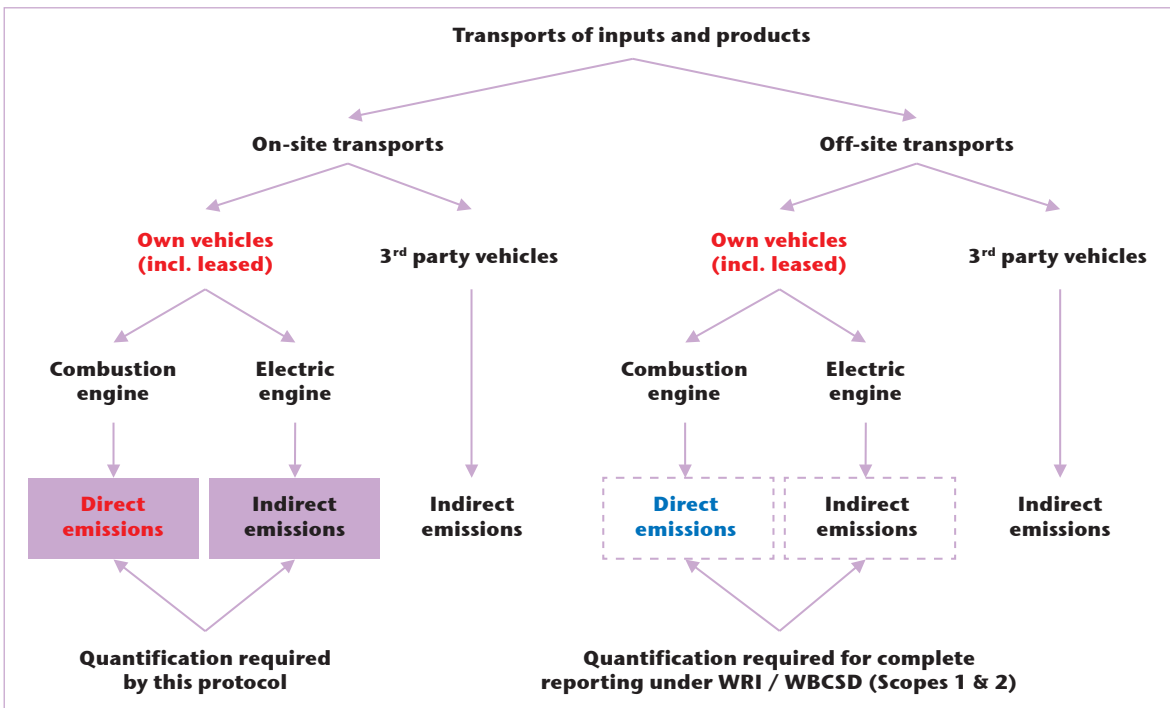 Transports of inputs and products
On-site transports
Off-site transports
Own vehicles
(incl. leased)
3rd party vehicles
Own vehicles
(incl. leased)
3rd party vehicles
Combustion
engine
Electric
engine
Combustion
engine
Electric
engine
Direct
emissions
Indirect
emissions
Indirect
emissions
Direct
emissions
Indirect
emissions
Indirect
emissions
Quantification required
by this protocol
Quantification required for complete
reporting under WRI / WBCSD (Scopes 1 & 2)